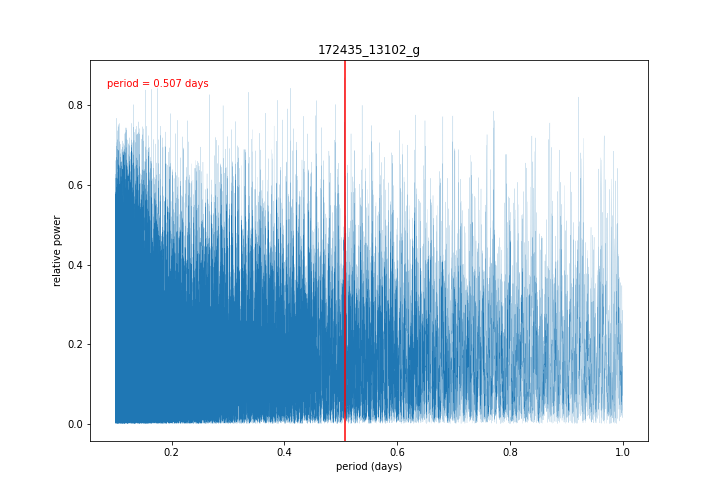 172435_13102_g
period = 0.507 days
relative power
0.8
0.6
0.4
0.2
0.0
0.2 0.4 0.6 0.8 1.0
period (days)